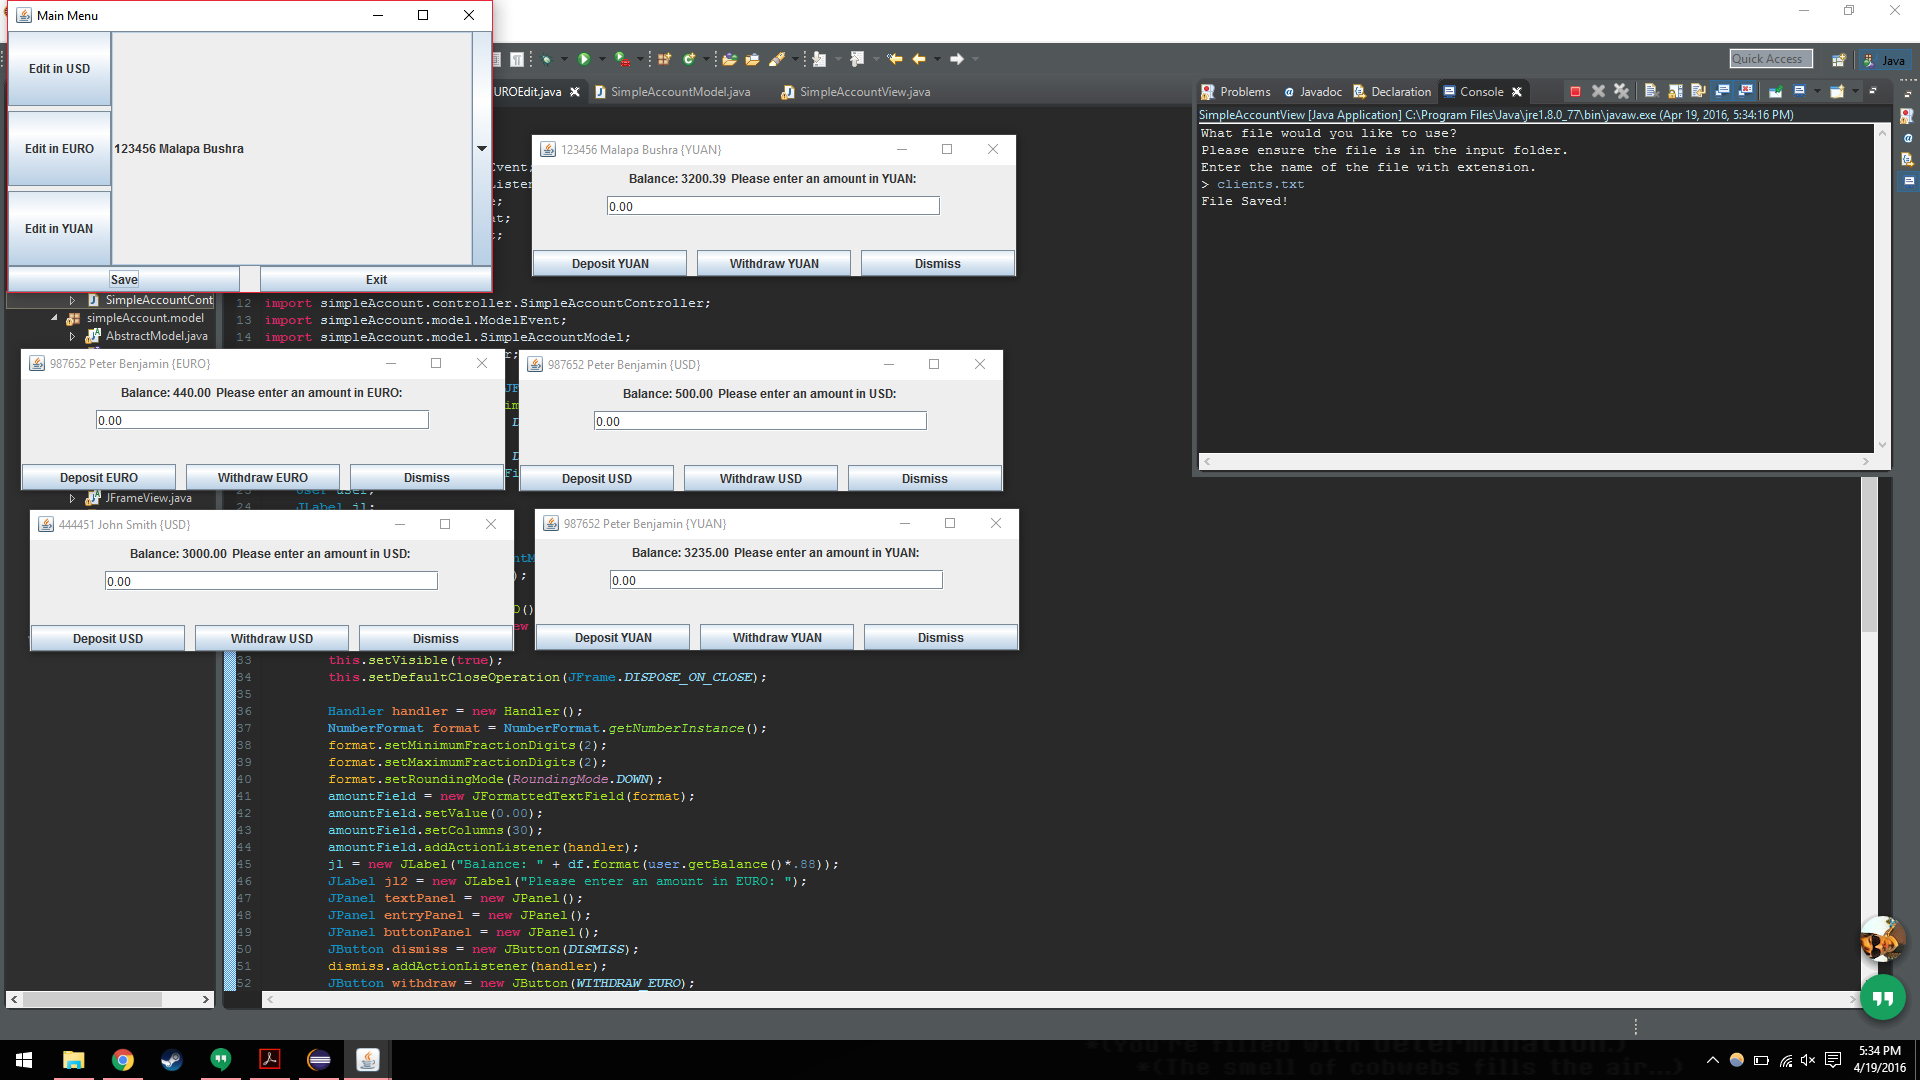 Main Menu
Edit in USD
Edit in EURO
123456 Malapa Bushra
Edit in YUAN
Save
Exit
Quick Access
Java
UROEdit.java
SimpleAccountModel.java
SimpleAccountView.java
Problems
Javadoc
Declaration
Console
SimpleAccountView [Java Application] C:\Program Files\Java\jre1.8.0_77\bin\javaw.exe (Apr 19, 2016, 5:34:16 PM)
What file would you like to use?
Please ensure the file is in the input folder.
Enter the name of the file with extension.
> clients.txt
File Saved!
123456 Malapa Bushra {YUAN}
Balance: 3200.39 Please enter an amount in YUAN:
0.00
Deposit YUAN
Withdraw YUAN
Dismiss
SimpleAccountCont
simpleAccount.model
AbstractModel.java
12 import simpleAccount.controller.SimpleAccountController;
13 import simpleAccount.model.ModelEvent;
14 import simpleAccount.model.SimpleAccountModel;
987652 Peter Benjamin {EURO}
Balance: 440.00 Please enter an amount in EURO:
0.00
Deposit EURO
Withdraw EURO
Dismiss
987652 Peter Benjamin {USD}
Balance: 500.00 Please enter an amount in USD:
0.00
Deposit USD
Withdraw USD
Dismiss
JFrameView.java
24 JLabel jl;
444451 John Smith {USD}
Balance: 3000.00 Please enter an amount in USD:
0.00
Deposit USD
Withdraw USD
Dismiss
987652 Peter Benjamin {YUAN}
Balance: 3235.00 Please enter an amount in YUAN:
0.00
Deposit YUAN
Withdraw YUAN
Dismiss
33 this.setVisible(true);
34 this.setDefaultCloseOperation(JFrame.DISPOSE_ON_CLOSE);
35
36 Handler handler = new Handler();
37 NumberFormat format = NumberFormat.getNumberInstance();
38 format.setMinimumFractionDigits(2);
39 format.setMaximumFractionDigits(2);
40 format.setRoundingMode(RoundingMode.DOWN);
41 amountField = new JFormattedTextField(format);
42 amountField.setValue(0.00);
43 amountField.setColumns(30);
44 amountField.addActionListener(handler);
45 jl = new JLabel("Balance: " + df.format(user.getBalance()*.88));
46 JLabel jl2 = new JLabel("Please enter an amount in EURO: ");
47 JPanel textPanel = new JPanel();
48 JPanel entryPanel = new JPanel();
49 JPanel buttonPanel = new JPanel();
50 JButton dismiss = new JButton(DISMISS);
51 dismiss.addActionListener(handler);
52 JButton withdraw = new JButton(WITHDRAW_EURO);
*(You're filled with determination.)
*(The smell of cobwebs fills the air...)
5:34 PM
4/19/2016